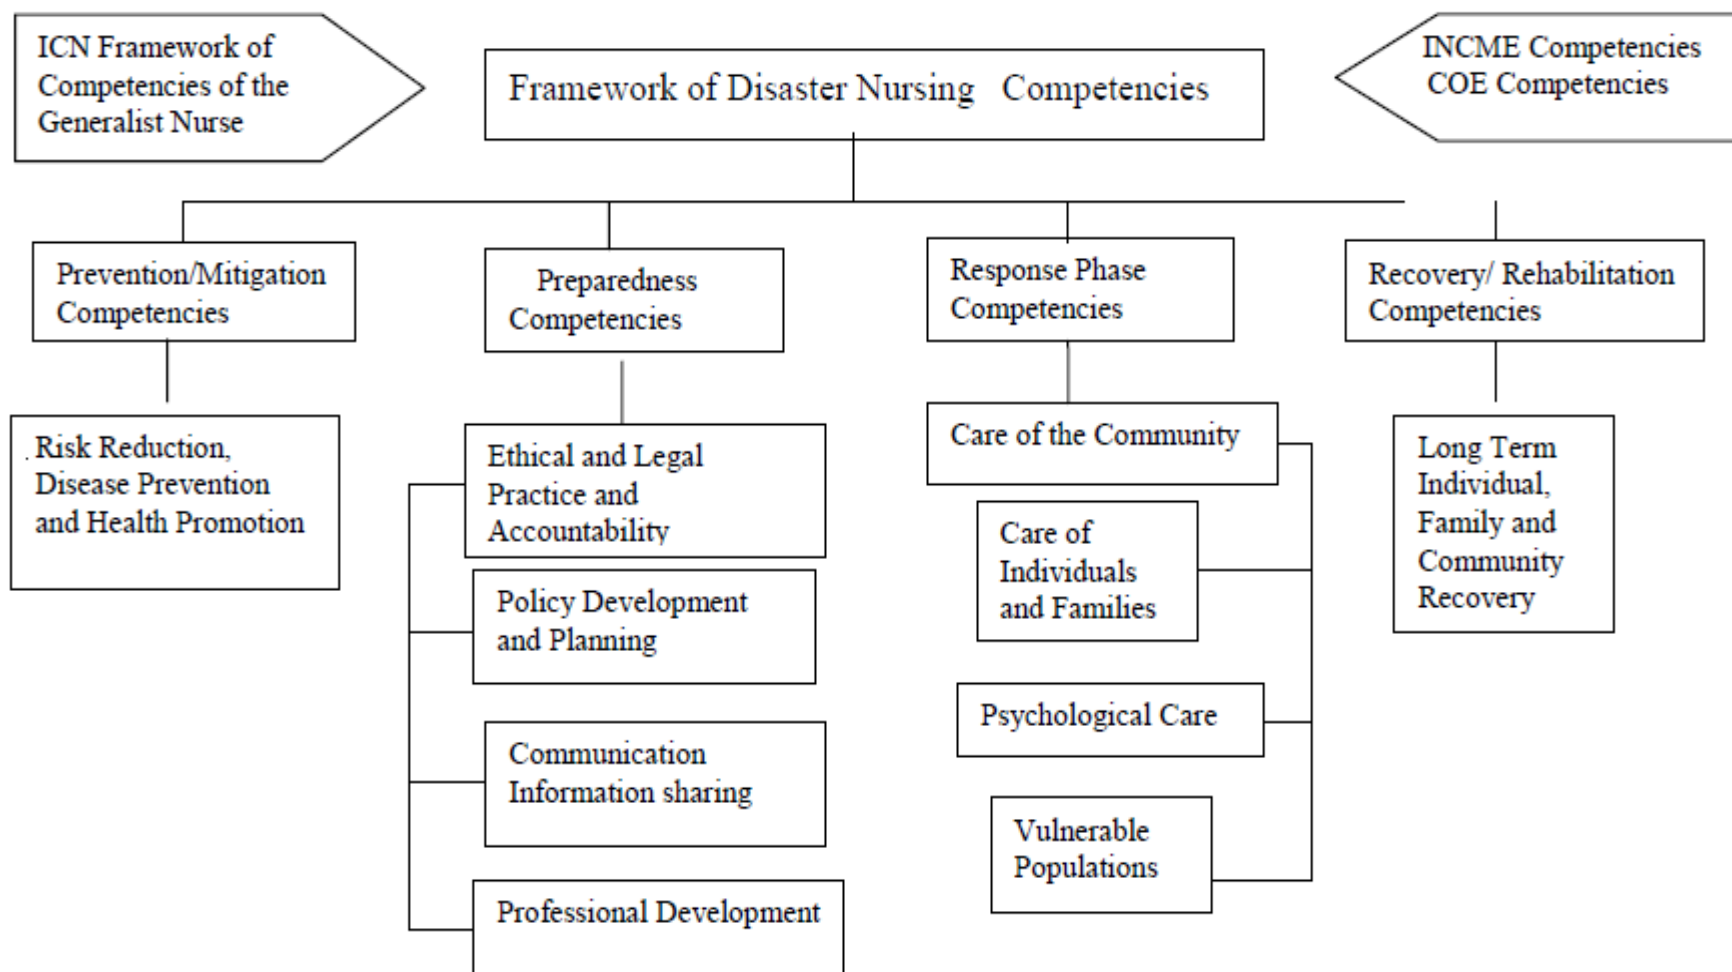 ICN Framework of
Competencies of the
Generalist Nurse
Framework of Disaster Nursing Competencies
INCME Competencies
COE Competencies
Prevention/Mitigation
Competencies
Preparedness
Competencies
Response Phase
Competencies
Recovery/ Rehabilitation
Competencies
Risk Reduction,
Disease Prevention
and Health Promotion
Ethical and Legal
Practice and
Accountability
Policy Development
and Planning
Communication
Information sharing
Professional Development
Care of the Community
Care of
Individuals
and Families
Psychological Care
Vulnerable
Populations
Long Term
Individual,
Family and
Community
Recovery